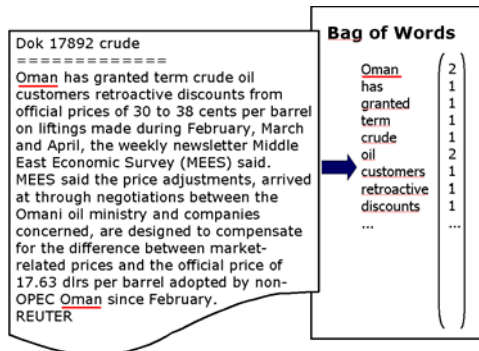 Dok 17892 crude
=============
Oman has granted term crude oil
customers retroactive discounts from
official prices of 30 to 38 cents per barrel
on liftings made during February, March
and April, the weekly newsletter Middle
East Economic Survey (MEES) said.
MEES said the price adjustments, arrived
at through negotiations between the
Omani oil ministry and companies
concerned, are designed to compensate
for the difference between market-
related prices and the official price of
17.63 dlrs per barrel adopted by non-
OPEC Oman since February.
REUTER
Bag of Words
Oman 2
has 1
granted 1
term 1
crude 1
oil 2
customers 1
retroactive 1
discounts 1
... ...